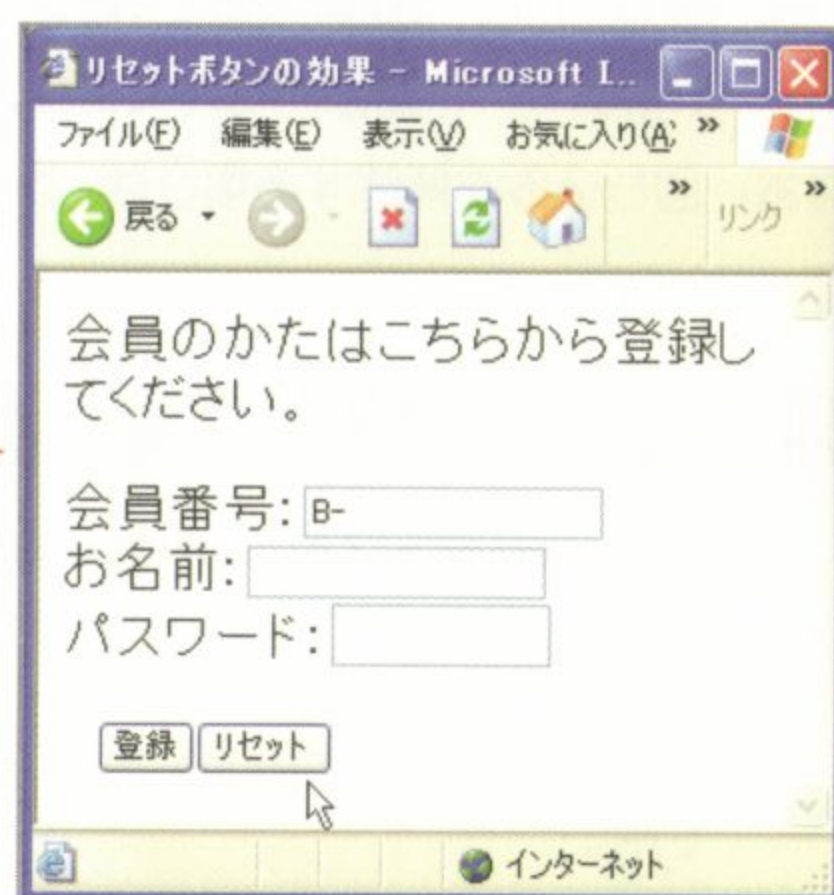 リセットボタンの効果 - Microsoft I..
ファイル(F) 編集(E) 表示(V) お気に入り(A) »
戻る » リンク »
会員のかたはこちらから登録し
てください。
会員番号: B-
お名前:
パスワード:
登録 リセット
インターネット